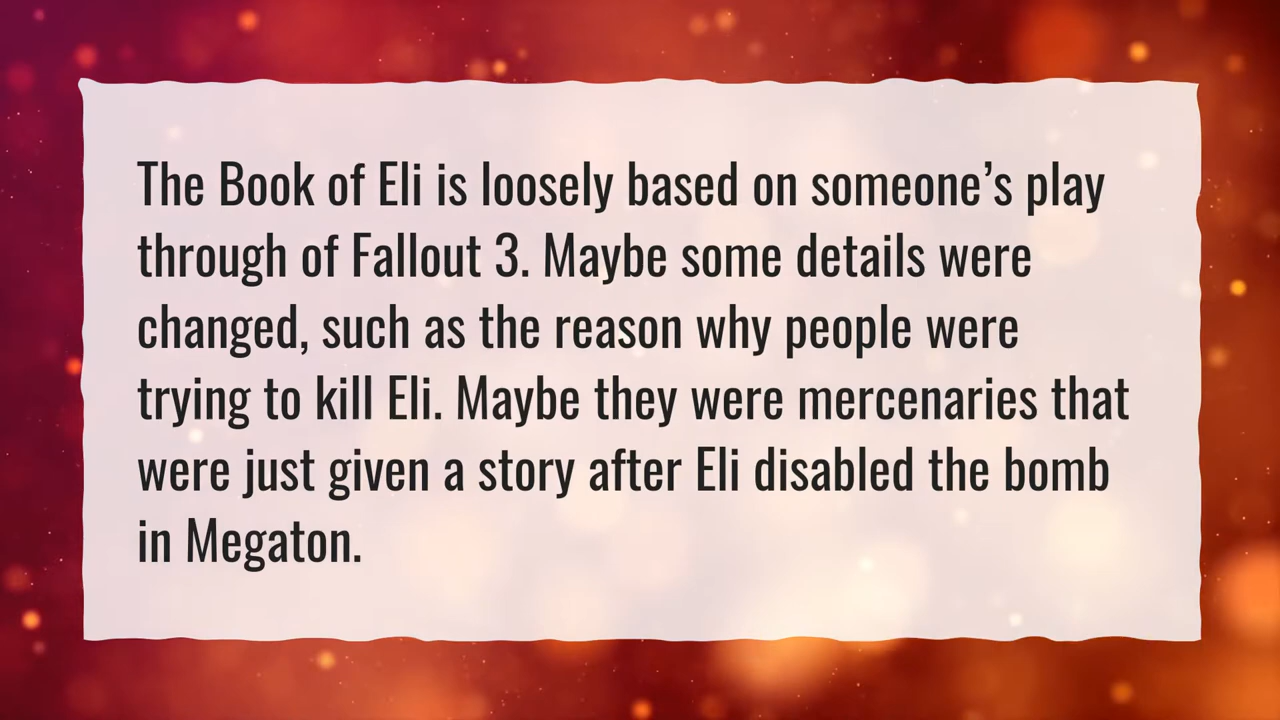 The Book of Eli is loosely based on someone’s play
through of Fallout 3. Maybe some details were
changed, such as the reason why people were
trying to kill Eli. Maybe they were mercenaries that
were just given a story after Eli disabled the bomb
in Megaton.